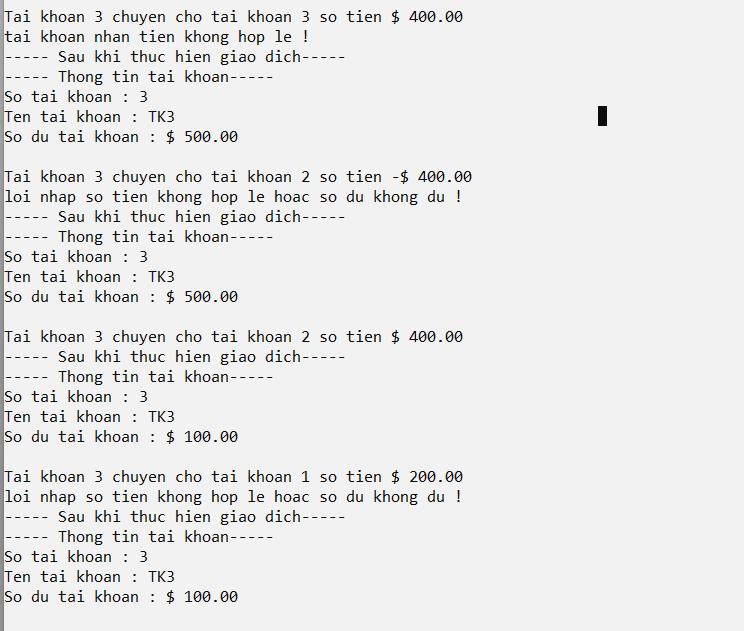 Tai khoan 3 chuyen cho tai khoan 3 so tien $ 400.00
tai khoan nhan tien khong hop le !
----- Sau khi thuc hien giao dich-----
----- Thong tin tai khoan-----
So tai khoan : 3
Ten tai khoan : TK3
So du tai khoan : $ 500.00

Tai khoan 3 chuyen cho tai khoan 2 so tien -$ 400.00
loi nhap so tien khong hop le hoac so du khong du !
----- Sau khi thuc hien giao dich-----
----- Thong tin tai khoan-----
So tai khoan : 3
Ten tai khoan : TK3
So du tai khoan : $ 500.00

Tai khoan 3 chuyen cho tai khoan 2 so tien $ 400.00
----- Sau khi thuc hien giao dich-----
----- Thong tin tai khoan-----
So tai khoan : 3
Ten tai khoan : TK3
So du tai khoan : $ 100.00

Tai khoan 3 chuyen cho tai khoan 1 so tien $ 200.00
loi nhap so tien khong hop le hoac so du khong du !
----- Sau khi thuc hien giao dich-----
----- Thong tin tai khoan-----
So tai khoan : 3
Ten tai khoan : TK3
So du tai khoan : $ 100.00